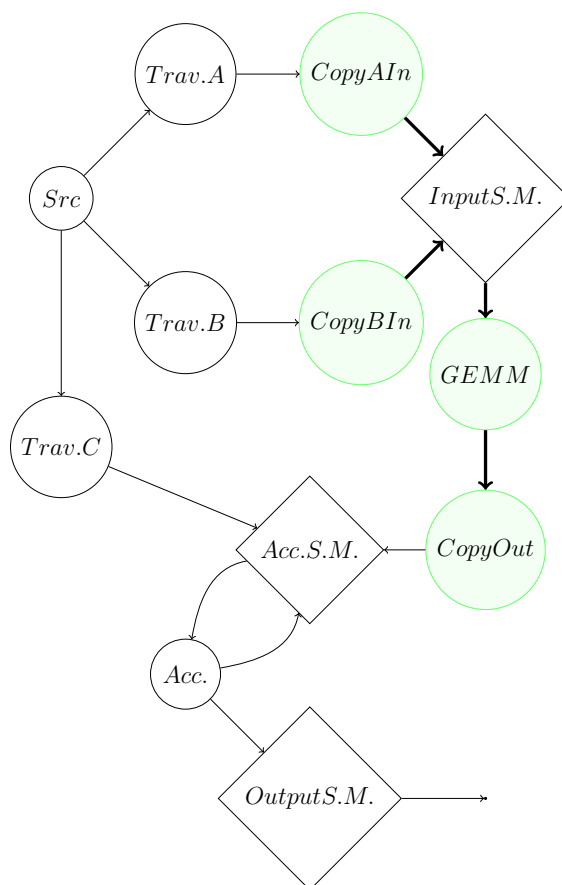 Trav.A
CopyAIn
Src
InputS.M.
Trav.B
CopyBIn
GEMM
Trav.C
Acc.S.M.
CopyOut
Acc.
OutputS.M.